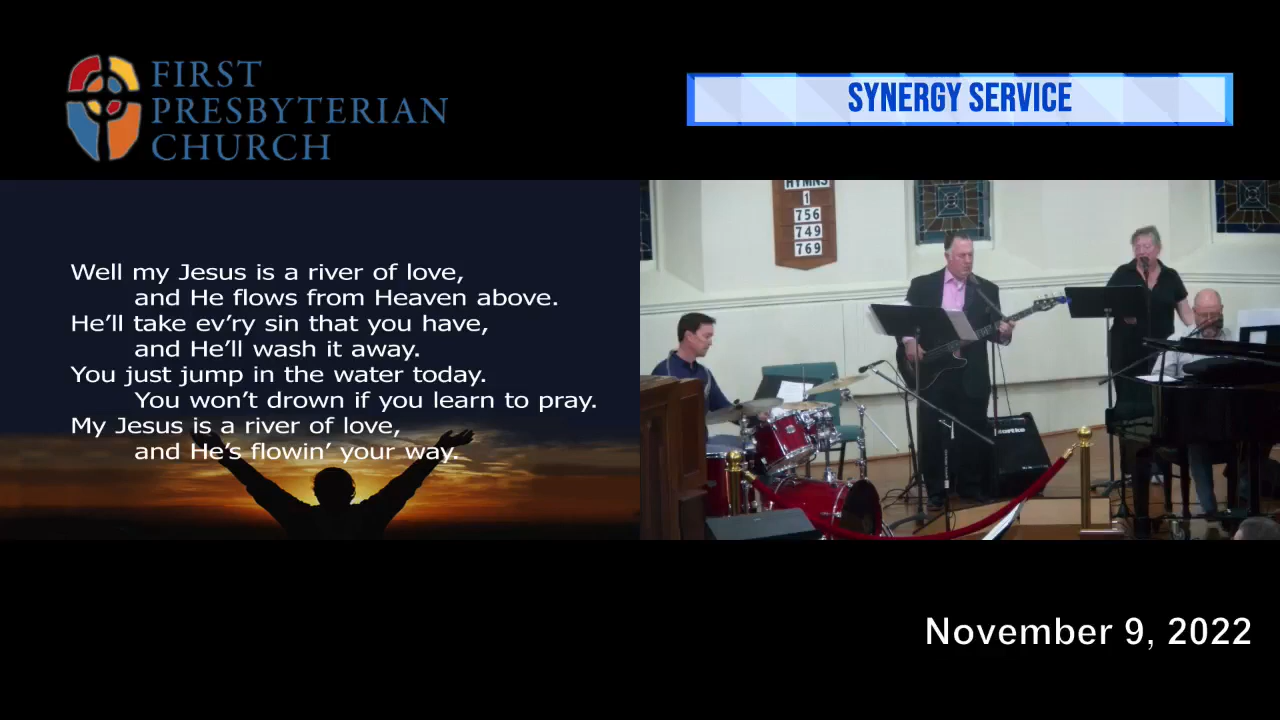 FIRST
PRESBYTERIAN
CHURCH
SYNERGY SERVICE
Well my Jesus is a river of love,
and He flows from Heaven above.
He’ll take ev’ry sin that you have,
and He’ll wash it away.
You just jump in the water today.
You won’t drown if you learn to pray.
My Jesus is a river of love,
and He’s flowin’ your way.
HYMNS
1
756
749
769
November 9, 2022